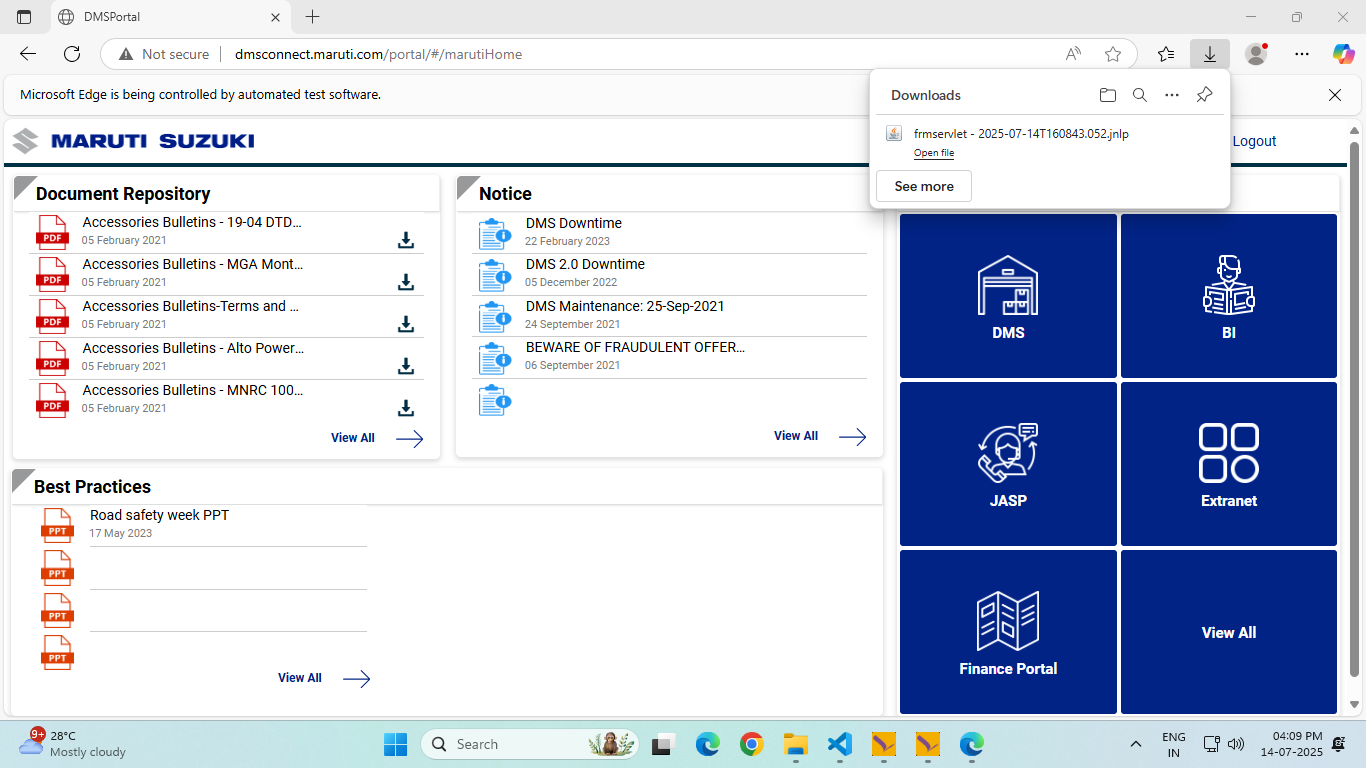 DMSPortal
Not secure
dmsconnect.maruti.com/portal/#/marutiHome
Microsoft Edge is being controlled by automated test software.
Downloads
frmservlet - 2025-07-14T160843.052.jnlp
Open file
See more
MARUTI SUZUKI
Logout
Document Repository
Accessories Bulletins - 19-04 DTD...
05 February 2021
Accessories Bulletins - MGA Mont...
05 February 2021
Accessories Bulletins-Terms and ...
05 February 2021
Accessories Bulletins - Alto Power...
05 February 2021
Accessories Bulletins - MNRC 100...
05 February 2021
PDF
PDF
PDF
PDF
PDF
View All
Notice
DMS Downtime
22 February 2023
DMS 2.0 Downtime
05 December 2022
DMS Maintenance: 25-Sep-2021
24 September 2021
BEWARE OF FRAUDULENT OFFER...
06 September 2021
View All
DMS
BI
JASP
Extranet
Finance Portal
View All
Best Practices
Road safety week PPT
17 May 2023
PPT
PPT
PPT
PPT
View All
9+
28°C
Mostly cloudy
Search
ENG
IN
04:09 PM
14-07-2025